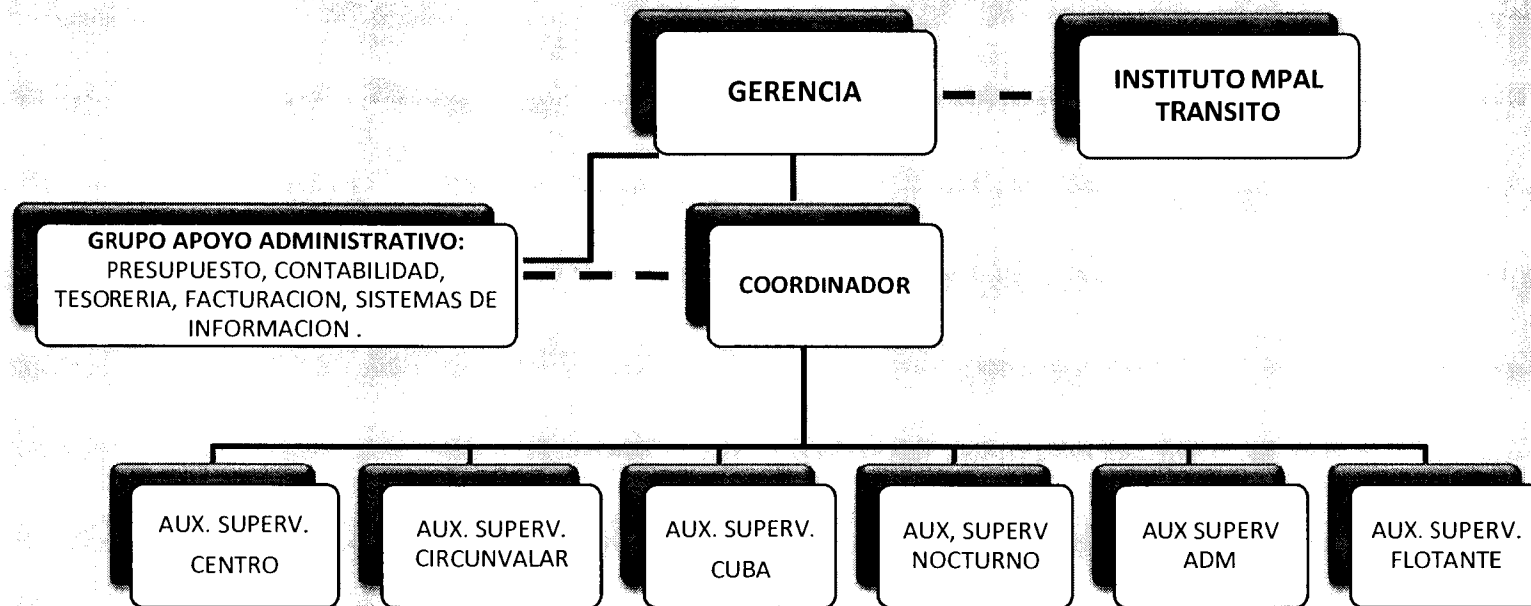 GERENCIA
INSTITUTO MPAL
TRANSITO
GRUPO APOYO ADMINISTRATIVO:
PRESUPUESTO, CONTABILIDAD,
TESORERIA, FACTURACION, SISTEMAS DE
INFORMACION .
COORDINADOR
AUX. SUPERV.
CENTRO
AUX. SUPERV.
CIRCUNVALAR
AUX. SUPERV.
CUBA
AUX, SUPERV
NOCTURNO
AUX SUPERV
ADM
AUX. SUPERV.
FLOTANTE